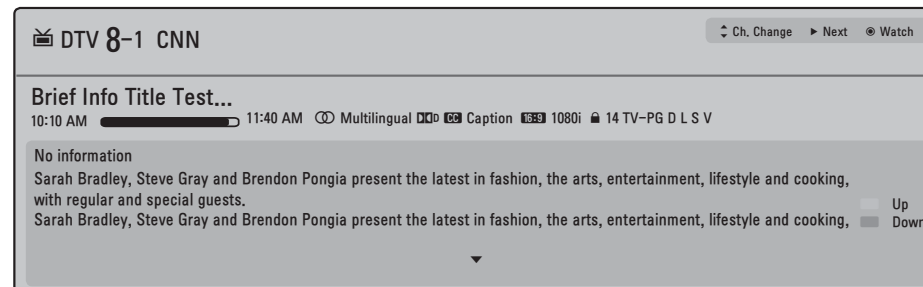 DTV 8-1 CNN
Ch. Change Next Watch
Brief Info Title Test...
10:10 AM 11:40 AM Multilingual DD D CC Caption 16:9 1080i 14 TV-PG D L S V
No information
Sarah Bradley, Steve Gray and Brendon Pongia present the latest in fashion, the arts, entertainment, lifestyle and cooking,
with regular and special guests.
Up
Sarah Bradley, Steve Gray and Brendon Pongia present the latest in fashion, the arts, entertainment, lifestyle and cooking,
Down